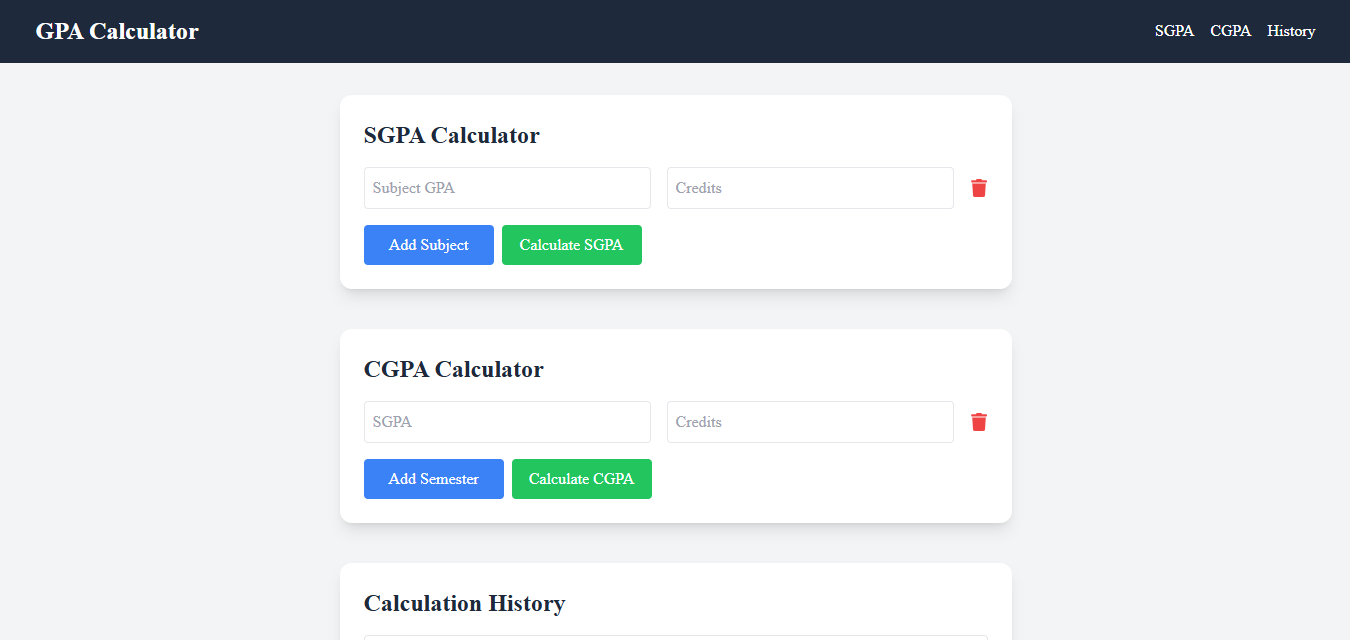 GPA Calculator
SGPA CGPA History
SGPA Calculator
Subject GPA Credits
Add Subject Calculate SGPA
CGPA Calculator
SGPA Credits
Add Semester Calculate CGPA
Calculation History